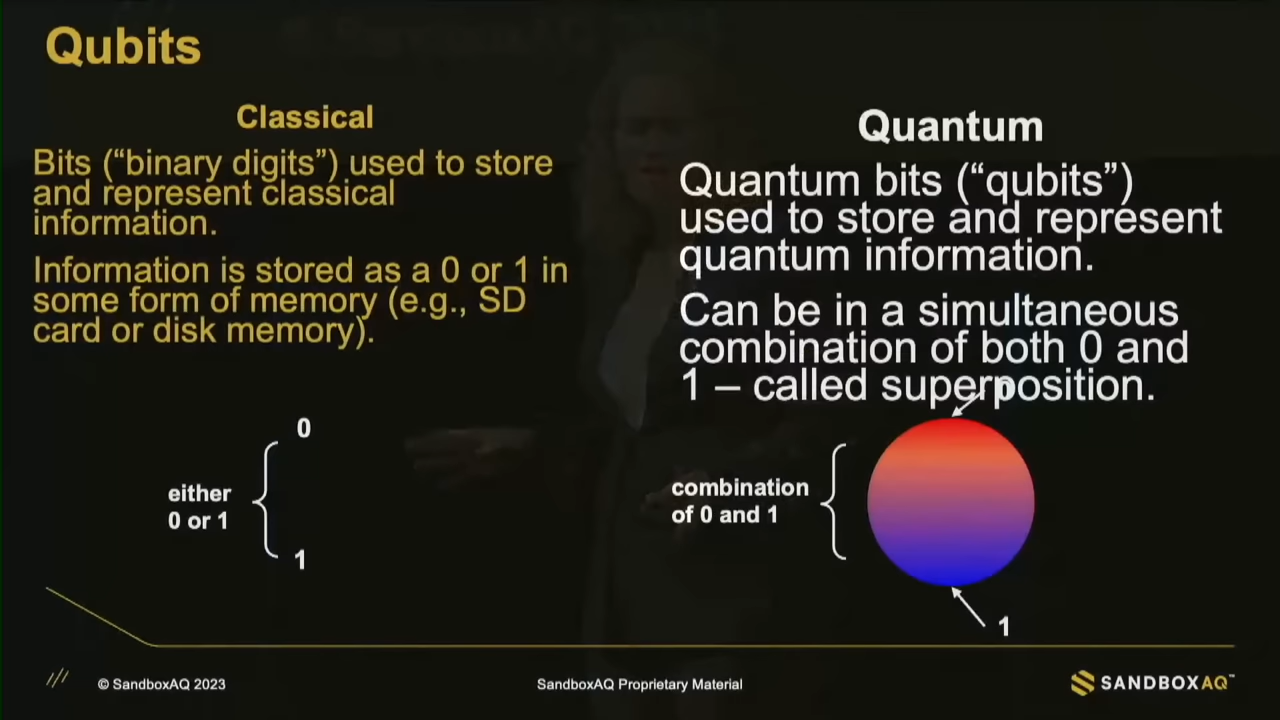 Qubits
Classical
Bits (“binary digits”) used to store
and represent classical
information.
Information is stored as a 0 or 1 in
some form of memory (e.g., SD
card or disk memory).
0
either
0 or 1
1
Quantum
Quantum bits (“qubits”)
used to store and represent
quantum information.
Can be in a simultaneous
combination of both 0 and
1 – called superposition.
0
combination
of 0 and 1
1
© SandboxAQ 2023
SandboxAQ Proprietary Material
SANDBOXAQ™